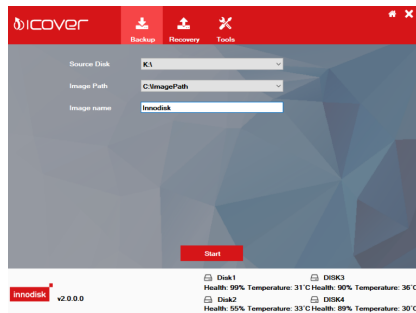 icover
Backup Recovery Tools
Source Disk K:\
Image Path C:\ImagePath
Image name Innodisk
Start
innodisk v2.0.0.0
Disk1 DISK3
Health: 99% Temperature: 31°C Health: 90% Temperature: 36°C
Disk2 DISK4
Health: 55% Temperature: 33°C Health: 89% Temperature: 30°C